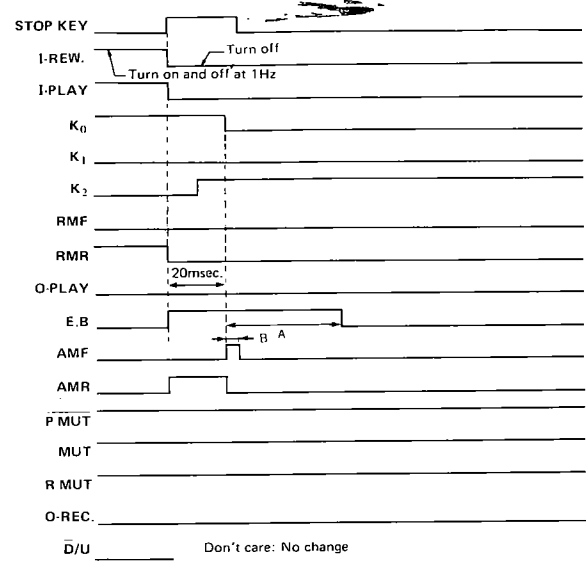 STOP KEY
I-REW.
Turn off
Turn on and off at 1Hz
I-PLAY
K0
K1
K2
RMF
RMR
20msec.
O-PLAY
E.B
B A
AMF
AMR
P MUT
MUT
R MUT
O-REC.
D̅/U Don't care: No change